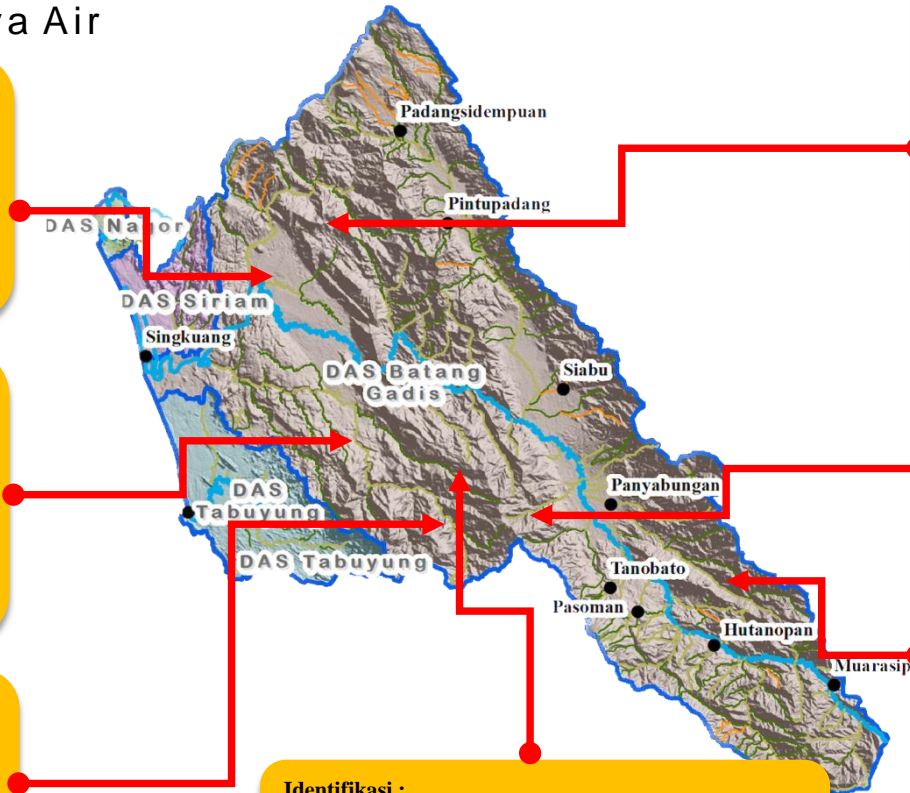 ya Air
Padangsidempuan
Pintupadang
DAS Nagor
DAS Siriam
Singkuang
DAS Batang
Gadis
Siabu
DAS
Tabuyung
Panyabungan
DAS Tabuyung
Tanobato
Pasoman
Hutanopan
Muarasip
Identifikasi :